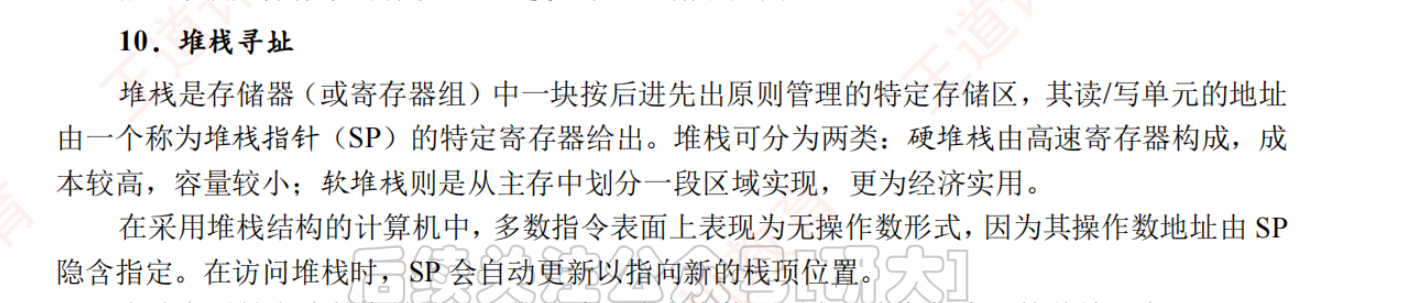 10．堆栈寻址
堆栈是存储器（或寄存器组）中一块按后进先出原则管理的特定存储区，其读/写单元的地址
由一个称为堆栈指针（SP）的特定寄存器给出。堆栈可分为两类：硬堆栈由高速寄存器构成，成
本较高，容量较小；软堆栈则是从主存中划分一段区域实现，更为经济实用。
在采用堆栈结构的计算机中，多数指令表面上表现为无操作数形式，因为其操作数地址由 SP
隐含指定。在访问堆栈时，SP 会自动更新以指向新的栈顶位置。
后续关注公众号[研大]